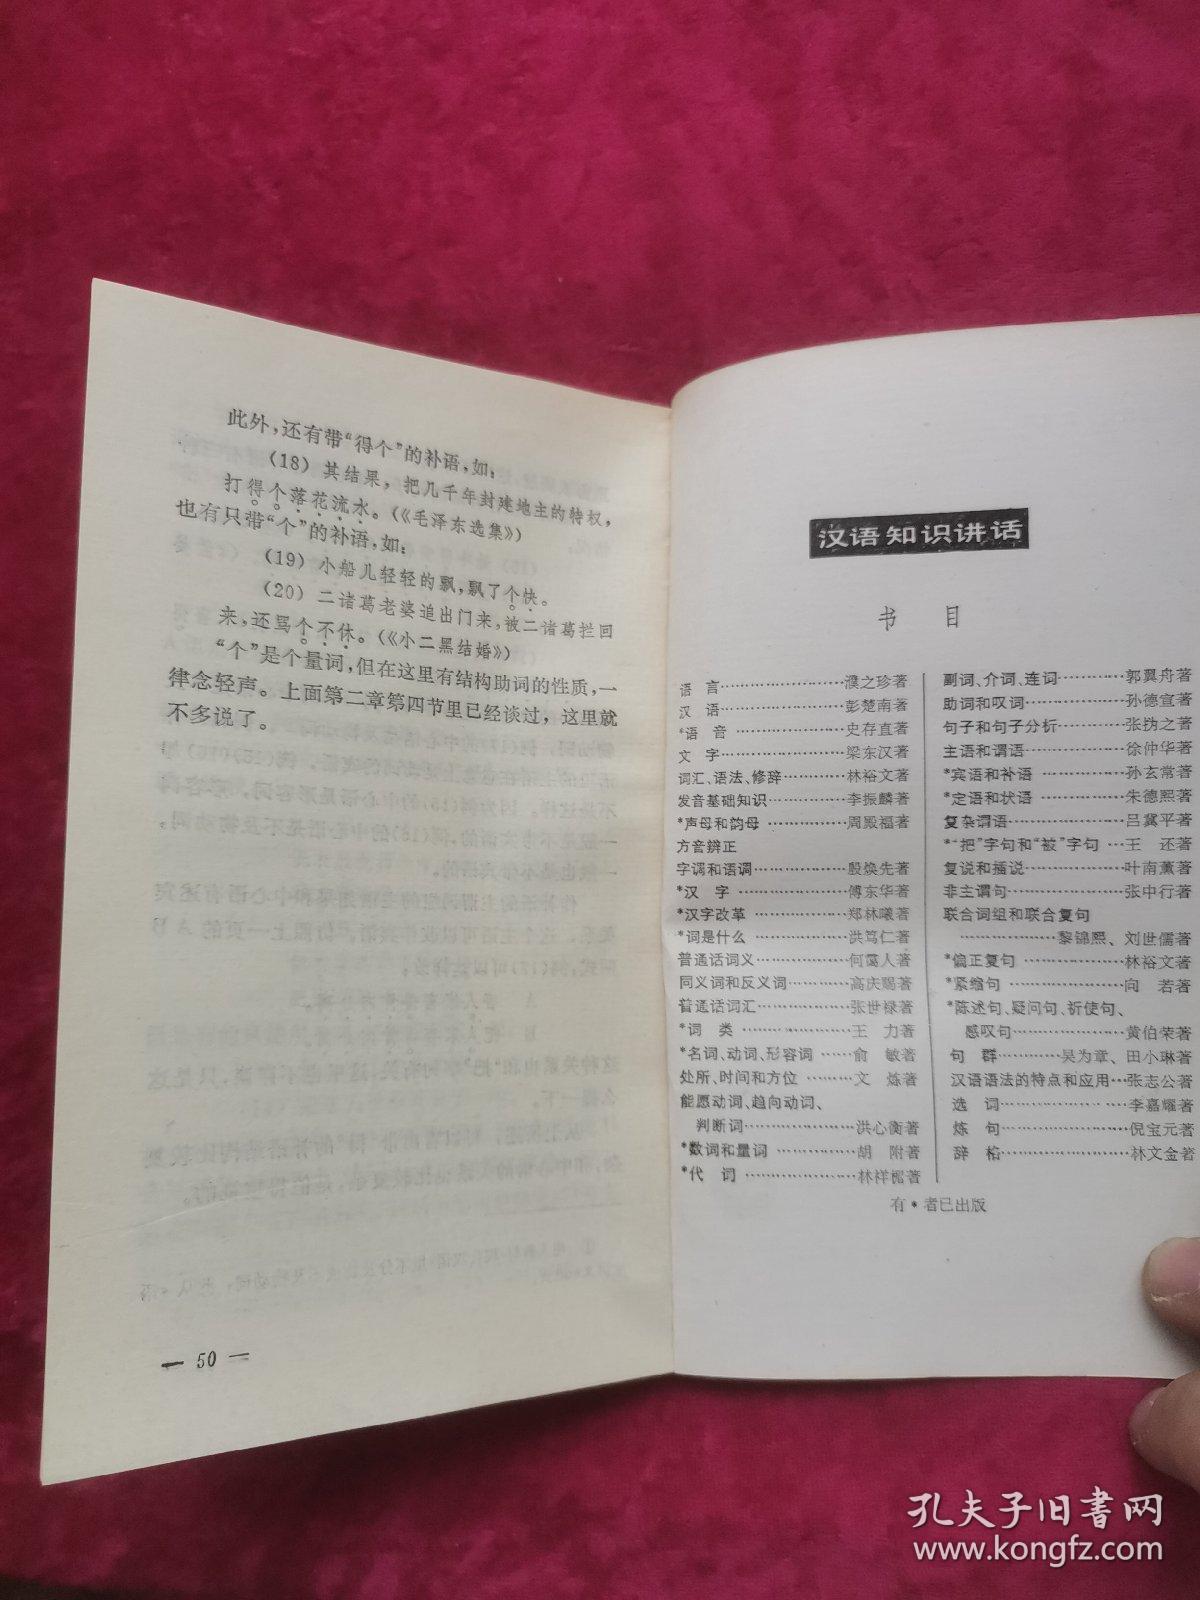 此外,还有带“得个”的补语,如:
(18) 其结果,把几千年封建地主的特权,
打得个落花流水。(《毛泽东选集》)
也有只带“个”的补语,如:
(19) 小船儿轻轻的飘,飘了个快。
(20) 二诸葛老婆追出门来,被二诸葛拦回
来,还骂个不休。(《小二黑结婚》)
“个”是个量词,但在这里有结构助词的性质,一
律念轻声。上面第二章第四节里已经谈过,这里就
不多说了。
— 50 —
汉语知识讲话
书 目
语 言……………………濮之珍著
汉 语……………………彭楚南著
*语 音 …………………史存直著
文 字……………………梁东汉著
词汇、语法、修辞…………林裕文著
发音基础知识……………李振麟著
*声母和韵母 ……………周殿福著
方音辨正
字调和语调………………殷焕先著
*汉 字 …………………傅东华著
*汉字改革 ………………郑林曦著
*词是什么 ………………洪笃仁著
普通话词义………………何霭人著
同义词和反义词…………高庆赐著
普通话词汇………………张世禄著
*词 类 …………………王 力著
*名词、动词、形容词 ……俞 敏著
处所、时间和方位 ………文 炼著
能愿动词、趋向动词、
判断词……………………洪心衡著
*数词和量词 ……………胡 附著
*代 词 …………………林祥楣著
副词、介词、连词…………郭翼舟著
助词和叹词………………孙德宣著
句子和句子分析…………张㧑之著
主语和谓语………………徐仲华著
*宾语和补语 ……………孙玄常著
*定语和状语 ……………朱德熙著
复杂谓语…………………吕冀平著
*“把”字句和“被”字句 …王 还著
复说和插说………………叶南薰著
非主谓句…………………张中行著
联合词组和联合复句
……………………黎锦熙、刘世儒著
*偏正复句 ………………林裕文著
*紧缩句 …………………向 若著
*陈述句、疑问句、祈使句、
感叹句……………………黄伯荣著
句 群…………吴为章、田小琳著
汉语语法的特点和应用…张志公著
选 词……………………李嘉耀著
炼 句……………………倪宝元著
辞 格……………………林文金著
有 * 者已出版
孔夫子旧书网
www.kongfz.com